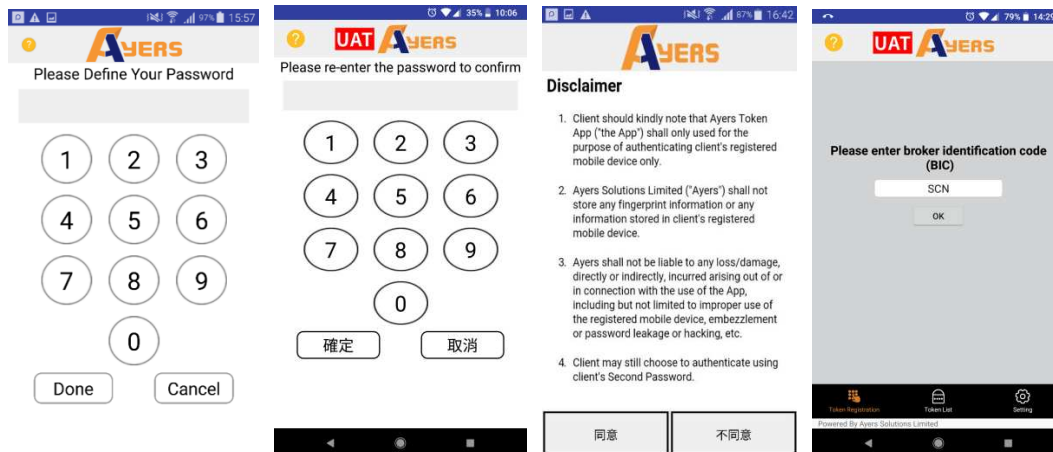 97% 15:57
AYERS
Please Define Your Password
1 2 3
4 5 6
7 8 9
0
Done Cancel
35% 10:06
UAT AYERS
Please re-enter the password to confirm
1 2 3
4 5 6
7 8 9
0
確定 取消
87% 16:42
AYERS
Disclaimer
1. Client should kindly note that Ayers Token
App ("the App") shall only used for the
purpose of authenticating client's registered
mobile device only.
2. Ayers Solutions Limited ("Ayers") shall not
store any fingerprint information or any
information stored in client's registered
mobile device.
3. Ayers shall not be liable to any loss/damage,
directly or indirectly, incurred arising out of or
in connection with the use of the App,
including but not limited to improper use of
the registered mobile device, embezzlement
or password leakage or hacking, etc.
4. Client may still choose to authenticate using
client's Second Password.
同意 不同意
79% 14:29
UAT AYERS
Please enter broker identification code
(BIC)
SCN
OK
Token Registration Token List Setting
Powered By Ayers Solutions Limited